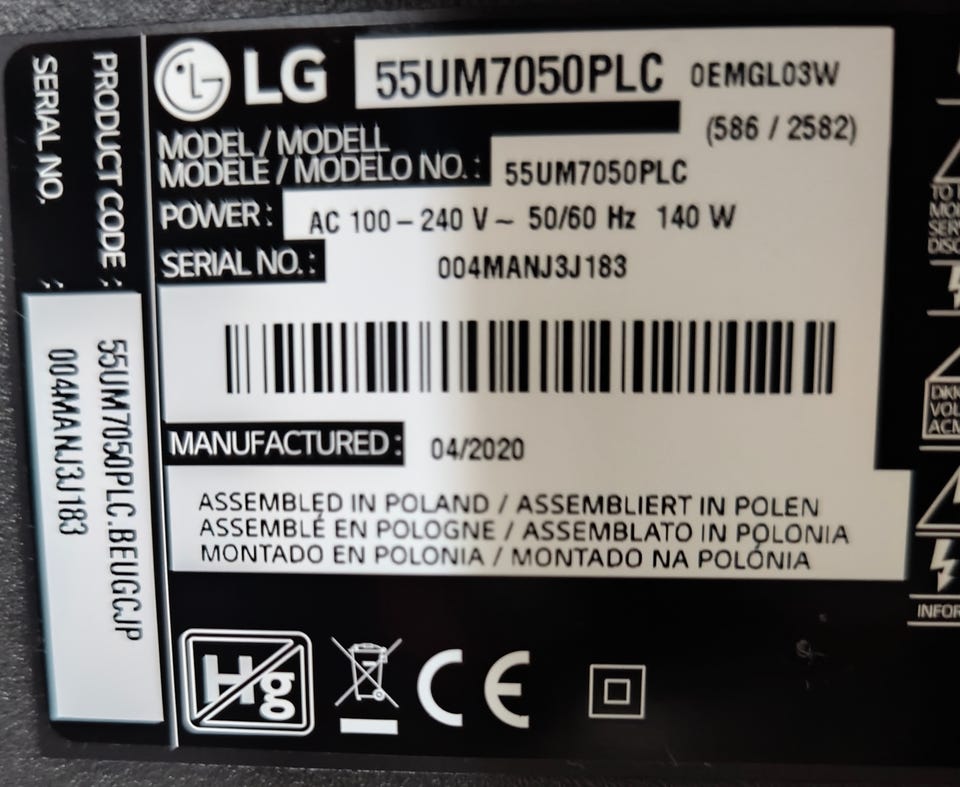 LG 55UM7050PLC 0EMGL03W
(586 / 2582)
MODEL / MODELL
MODÈLE / MODELO NO. : 55UM7050PLC
POWER : AC 100 – 240 V ~ 50/60 Hz 140 W
SERIAL NO. : 004MANJ3J183
MANUFACTURED : 04/2020
ASSEMBLED IN POLAND / ASSEMBLIERT IN POLEN
ASSEMBLÉ EN POLOGNE / ASSEMBLATO IN POLONIA
MONTADO EN POLONIA / MONTADO NA POLÓNIA
Hg
CE
PRODUCT CODE : 55UM7050PLC.BEUGCJP
SERIAL NO. : 004MANJ3J183